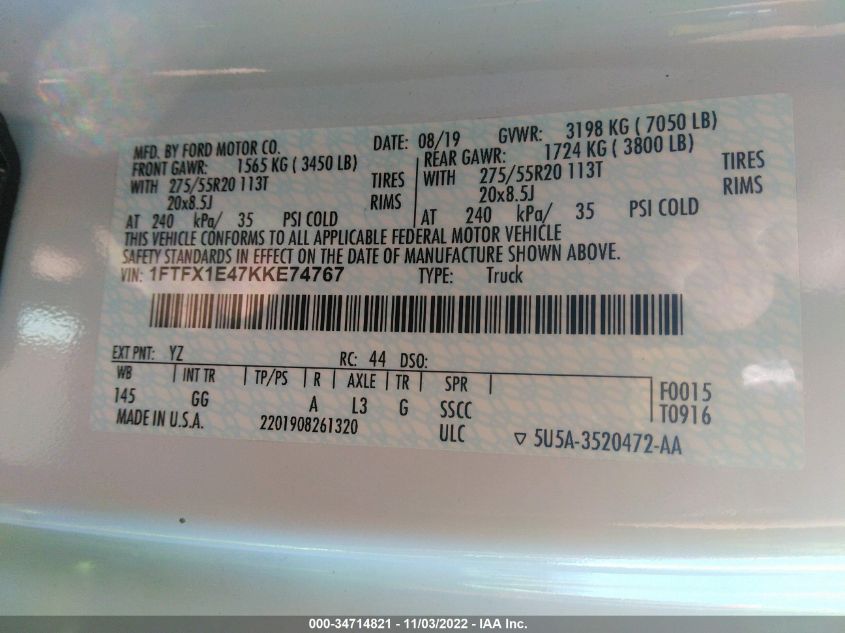 MFD. BY FORD MOTOR CO. DATE: 08/19 GVWR: 3198 KG ( 7050 LB)
FRONT GAWR: 1565 KG ( 3450 LB) REAR GAWR: 1724 KG ( 3800 LB)
WITH 275/55R20 113T TIRES WITH 275/55R20 113T TIRES
20x8.5J RIMS 20x8.5J RIMS
AT 240 kPa/ 35 PSI COLD AT 240 kPa/ 35 PSI COLD
THIS VEHICLE CONFORMS TO ALL APPLICABLE FEDERAL MOTOR VEHICLE
SAFETY STANDARDS IN EFFECT ON THE DATE OF MANUFACTURE SHOWN ABOVE.
VIN: 1FTFX1E47KKE74767 TYPE: Truck
EXT PNT: YZ RC: 44 DSO:
WB INT TR TP/PS R AXLE TR SPR F0015
145 GG A L3 G SSCC T0916
MADE IN U.S.A. 2201908261320 ULC ▽ 5U5A-3520472-AA
000-34714821 - 11/03/2022 - IAA Inc.